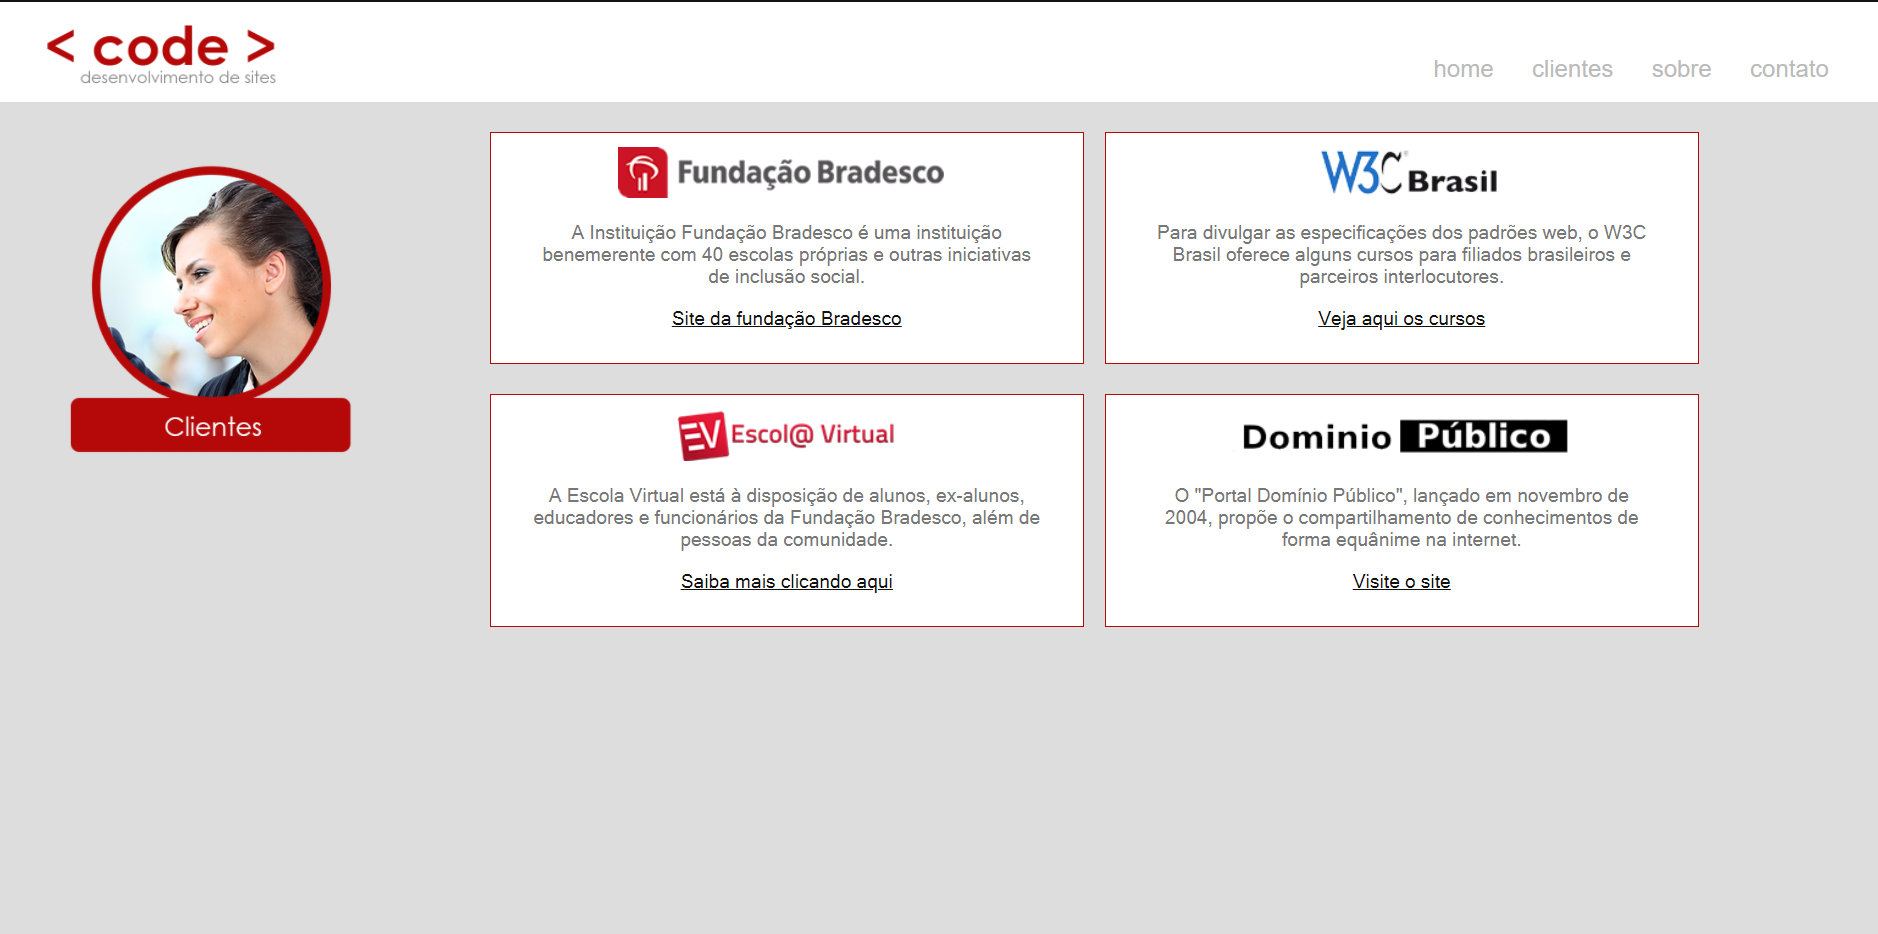 < code >
desenvolvimento de sites
home clientes sobre contato
Clientes
Fundação Bradesco
A Instituição Fundação Bradesco é uma instituição
benemerente com 40 escolas próprias e outras iniciativas
de inclusão social.
Site da fundação Bradesco
W3C® Brasil
Para divulgar as especificações dos padrões web, o W3C
Brasil oferece alguns cursos para filiados brasileiros e
parceiros interlocutores.
Veja aqui os cursos
EV Escol@ Virtual
A Escola Virtual está à disposição de alunos, ex-alunos,
educadores e funcionários da Fundação Bradesco, além de
pessoas da comunidade.
Saiba mais clicando aqui
Dominio Público
O "Portal Domínio Público", lançado em novembro de
2004, propõe o compartilhamento de conhecimentos de
forma equânime na internet.
Visite o site